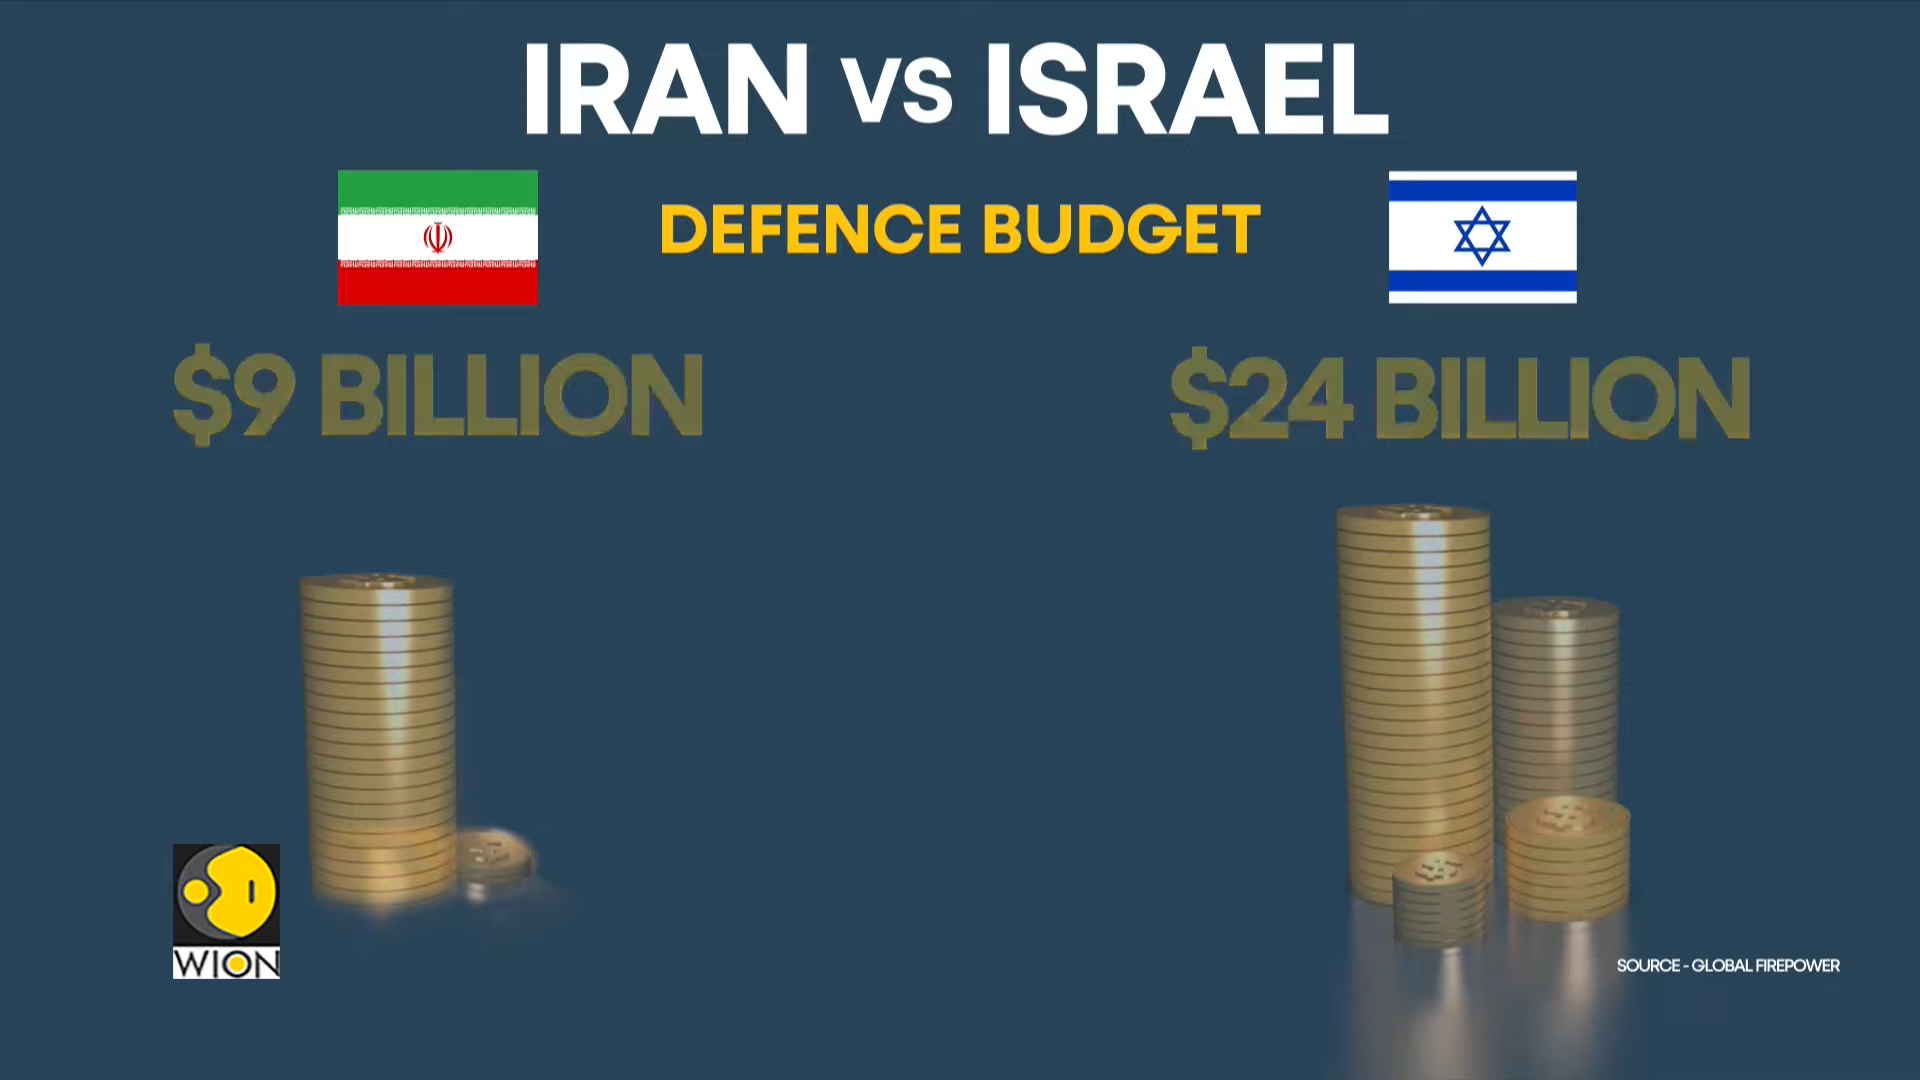 IRAN VS ISRAEL
DEFENCE BUDGET
$9 BILLION
$24 BILLION
WION
SOURCE - GLOBAL FIREPOWER